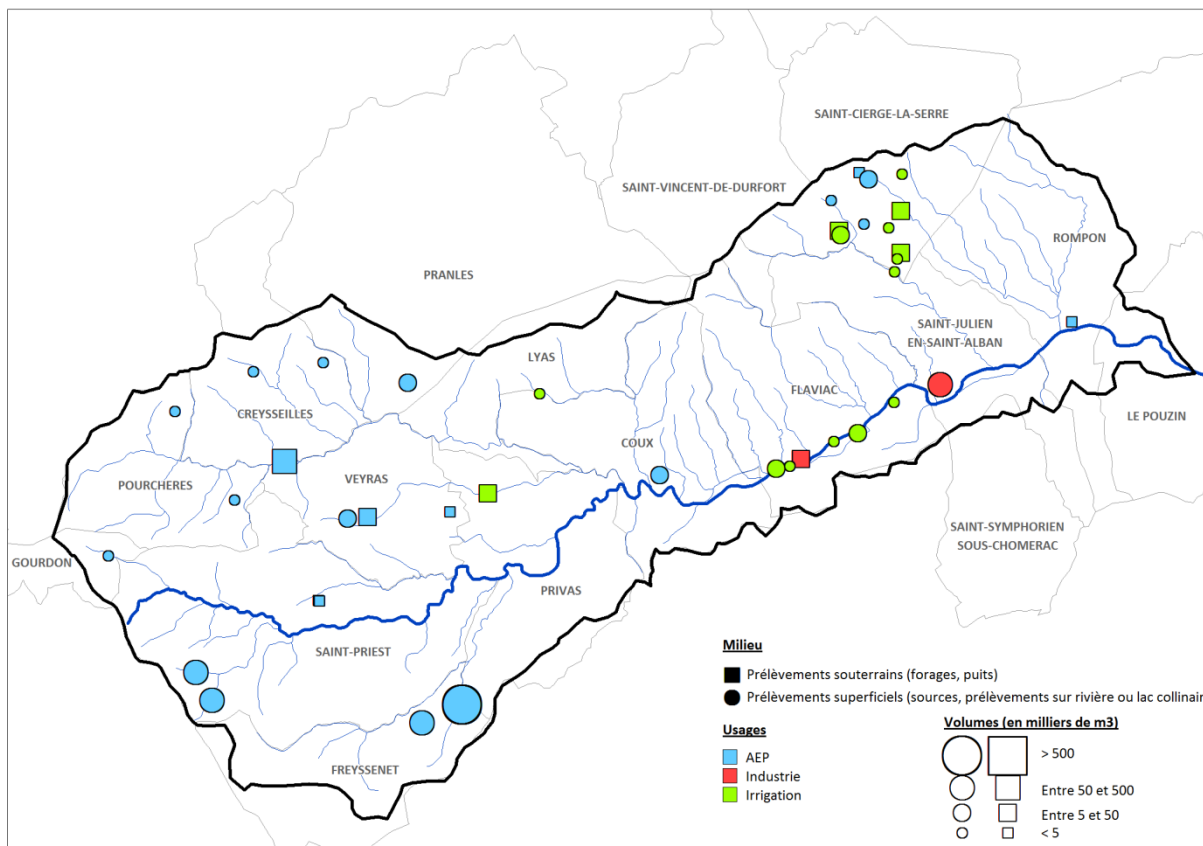 SAINT-CIERGE-LA-SERRE
SAINT-VINCENT-DE-DURFORT
ROMPON
PRANLES
SAINT-JULIEN
EN-SAINT-ALBAN
LYAS
FLAVIAC
CREYSSEILLES
LE POUZIN
COUX
VEYRAS
POURCHERES
SAINT-SYMPHORIEN
SOUS-CHOMERAC
GOURDON
PRIVAS
SAINT-PRIEST
FREYSSENET
Milieu
Prélèvements souterrains (forages, puits)
Prélèvements superficiels (sources, prélèvements sur rivière ou lac collinair
Usages
AEP
Industrie
Irrigation
Volumes (en milliers de m3)
> 500
Entre 50 et 500
Entre 5 et 50
< 5